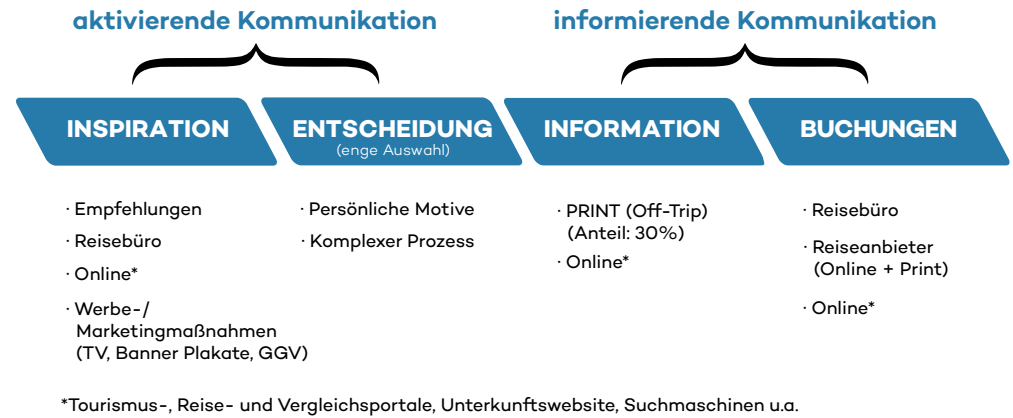 aktivierende Kommunikation
informierende Kommunikation
INSPIRATION
ENTSCHEIDUNG
(enge Auswahl)
INFORMATION
BUCHUNGEN
· Empfehlungen
· Reisebüro
· Online*
· Werbe-/
Marketingmaßnahmen
(TV, Banner Plakate, GGV)
· Persönliche Motive
· Komplexer Prozess
· PRINT (Off-Trip)
(Anteil: 30%)
· Online*
· Reisebüro
· Reiseanbieter
(Online + Print)
· Online*
*Tourismus-, Reise- und Vergleichsportale, Unterkunftswebsite, Suchmaschinen u.a.